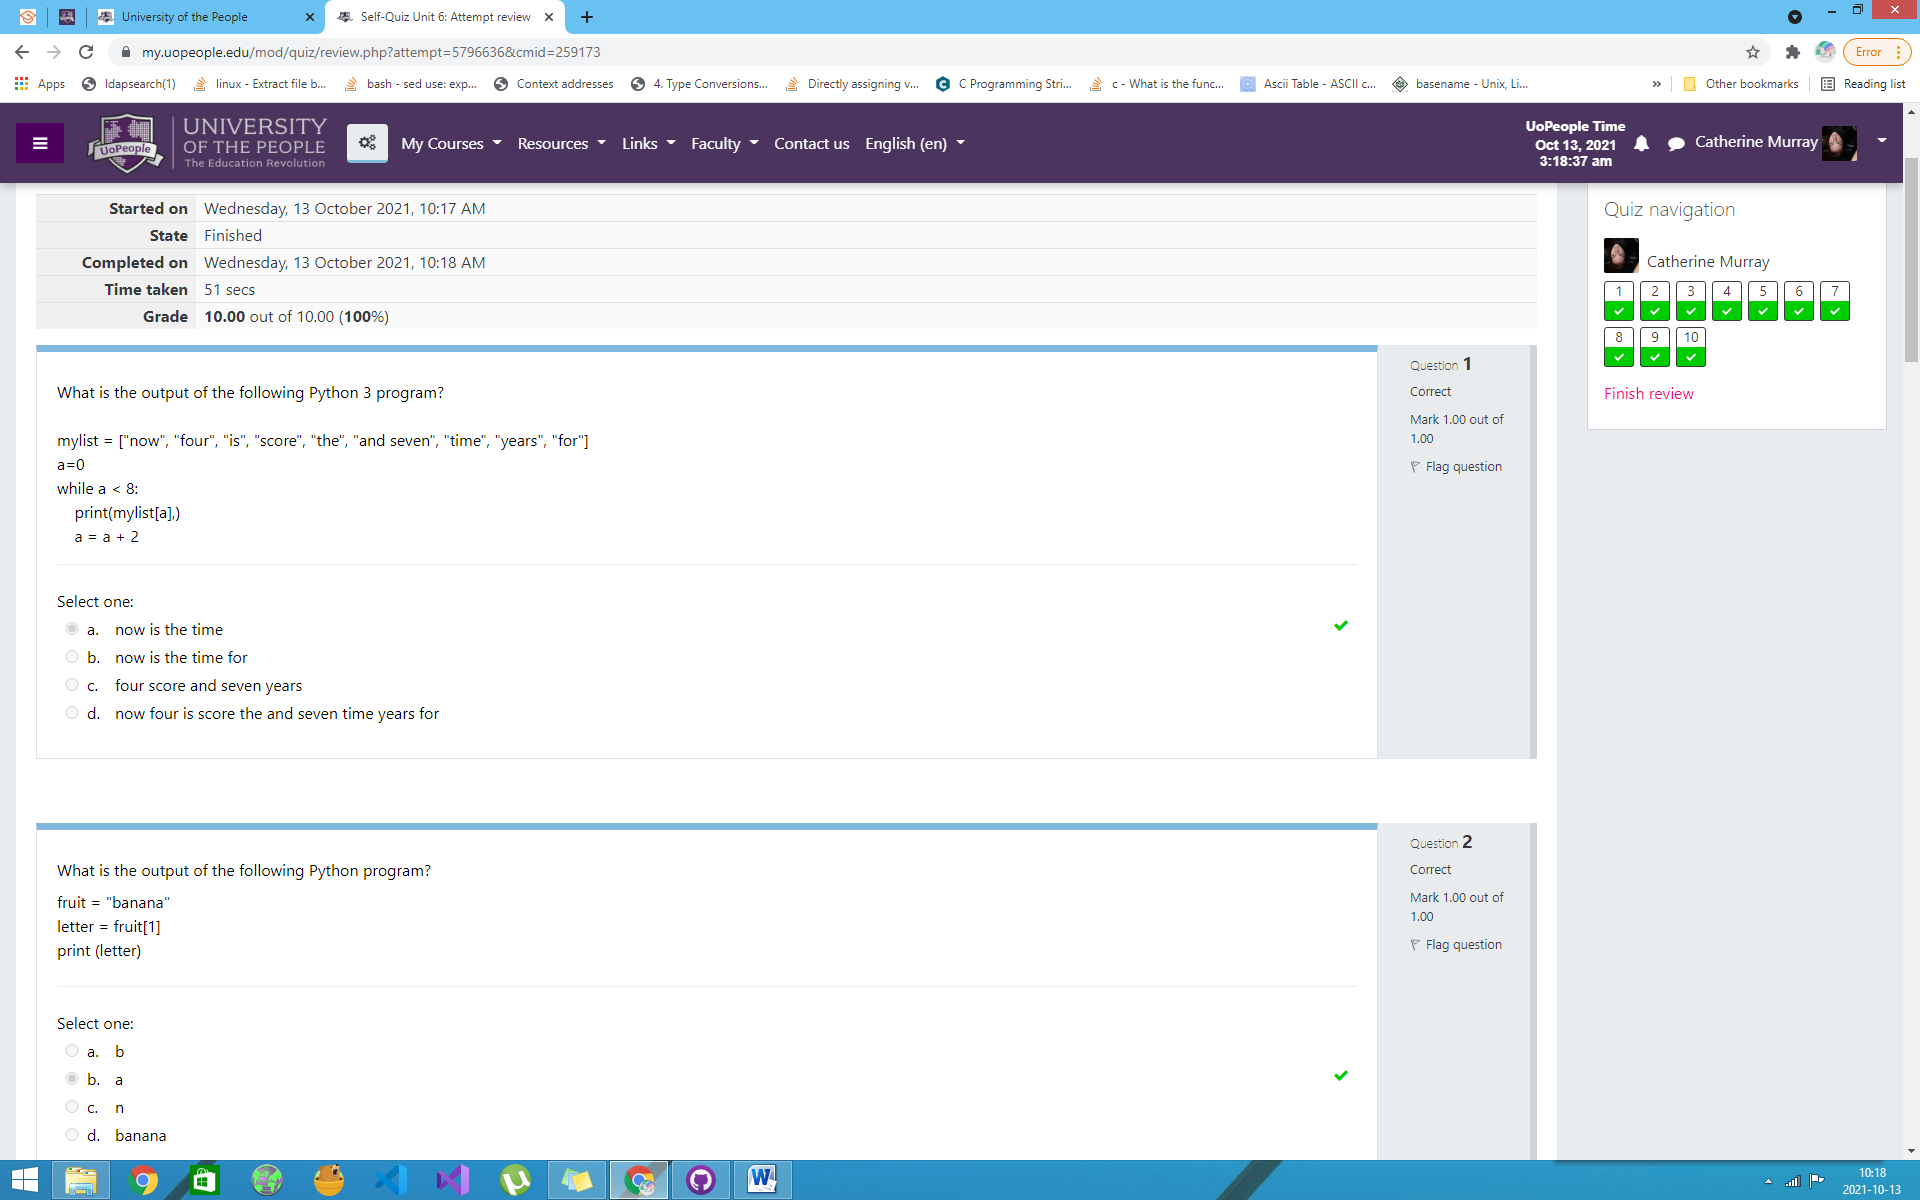 University of the People
Self-Quiz Unit 6: Attempt review
my.uopeople.edu/mod/quiz/review.php?attempt=5796636&cmid=259173
Error
Apps
ldapsearch(1)
linux - Extract file b...
bash - sed use: exp...
Context addresses
4. Type Conversions...
Directly assigning v...
C Programming Stri...
c - What is the func...
Ascii Table - ASCII c...
basename - Unix, Li...
»
Other bookmarks
Reading list
UoPeople
UNIVERSITY
OF THE PEOPLE
The Education Revolution
My Courses
Resources
Links
Faculty
Contact us
English (en)
UoPeople Time
Oct 13, 2021
3:18:37 am
Catherine Murray
Started on Wednesday, 13 October 2021, 10:17 AM
State Finished
Completed on Wednesday, 13 October 2021, 10:18 AM
Time taken 51 secs
Grade 10.00 out of 10.00 (100%)
Quiz navigation
Catherine Murray
1 2 3 4 5 6 7
8 9 10
Finish review
Question 1
Correct
Mark 1.00 out of
1.00
Flag question
What is the output of the following Python 3 program?
mylist = ["now", "four", "is", "score", "the", "and seven", "time", "years", "for"]
a=0
while a < 8:
print(mylist[a],)
a = a + 2
Select one:
a. now is the time
b. now is the time for
c. four score and seven years
d. now four is score the and seven time years for
Question 2
Correct
Mark 1.00 out of
1.00
Flag question
What is the output of the following Python program?
fruit = "banana"
letter = fruit[1]
print (letter)
Select one:
a. b
b. a
c. n
d. banana
10:18
2021-10-13